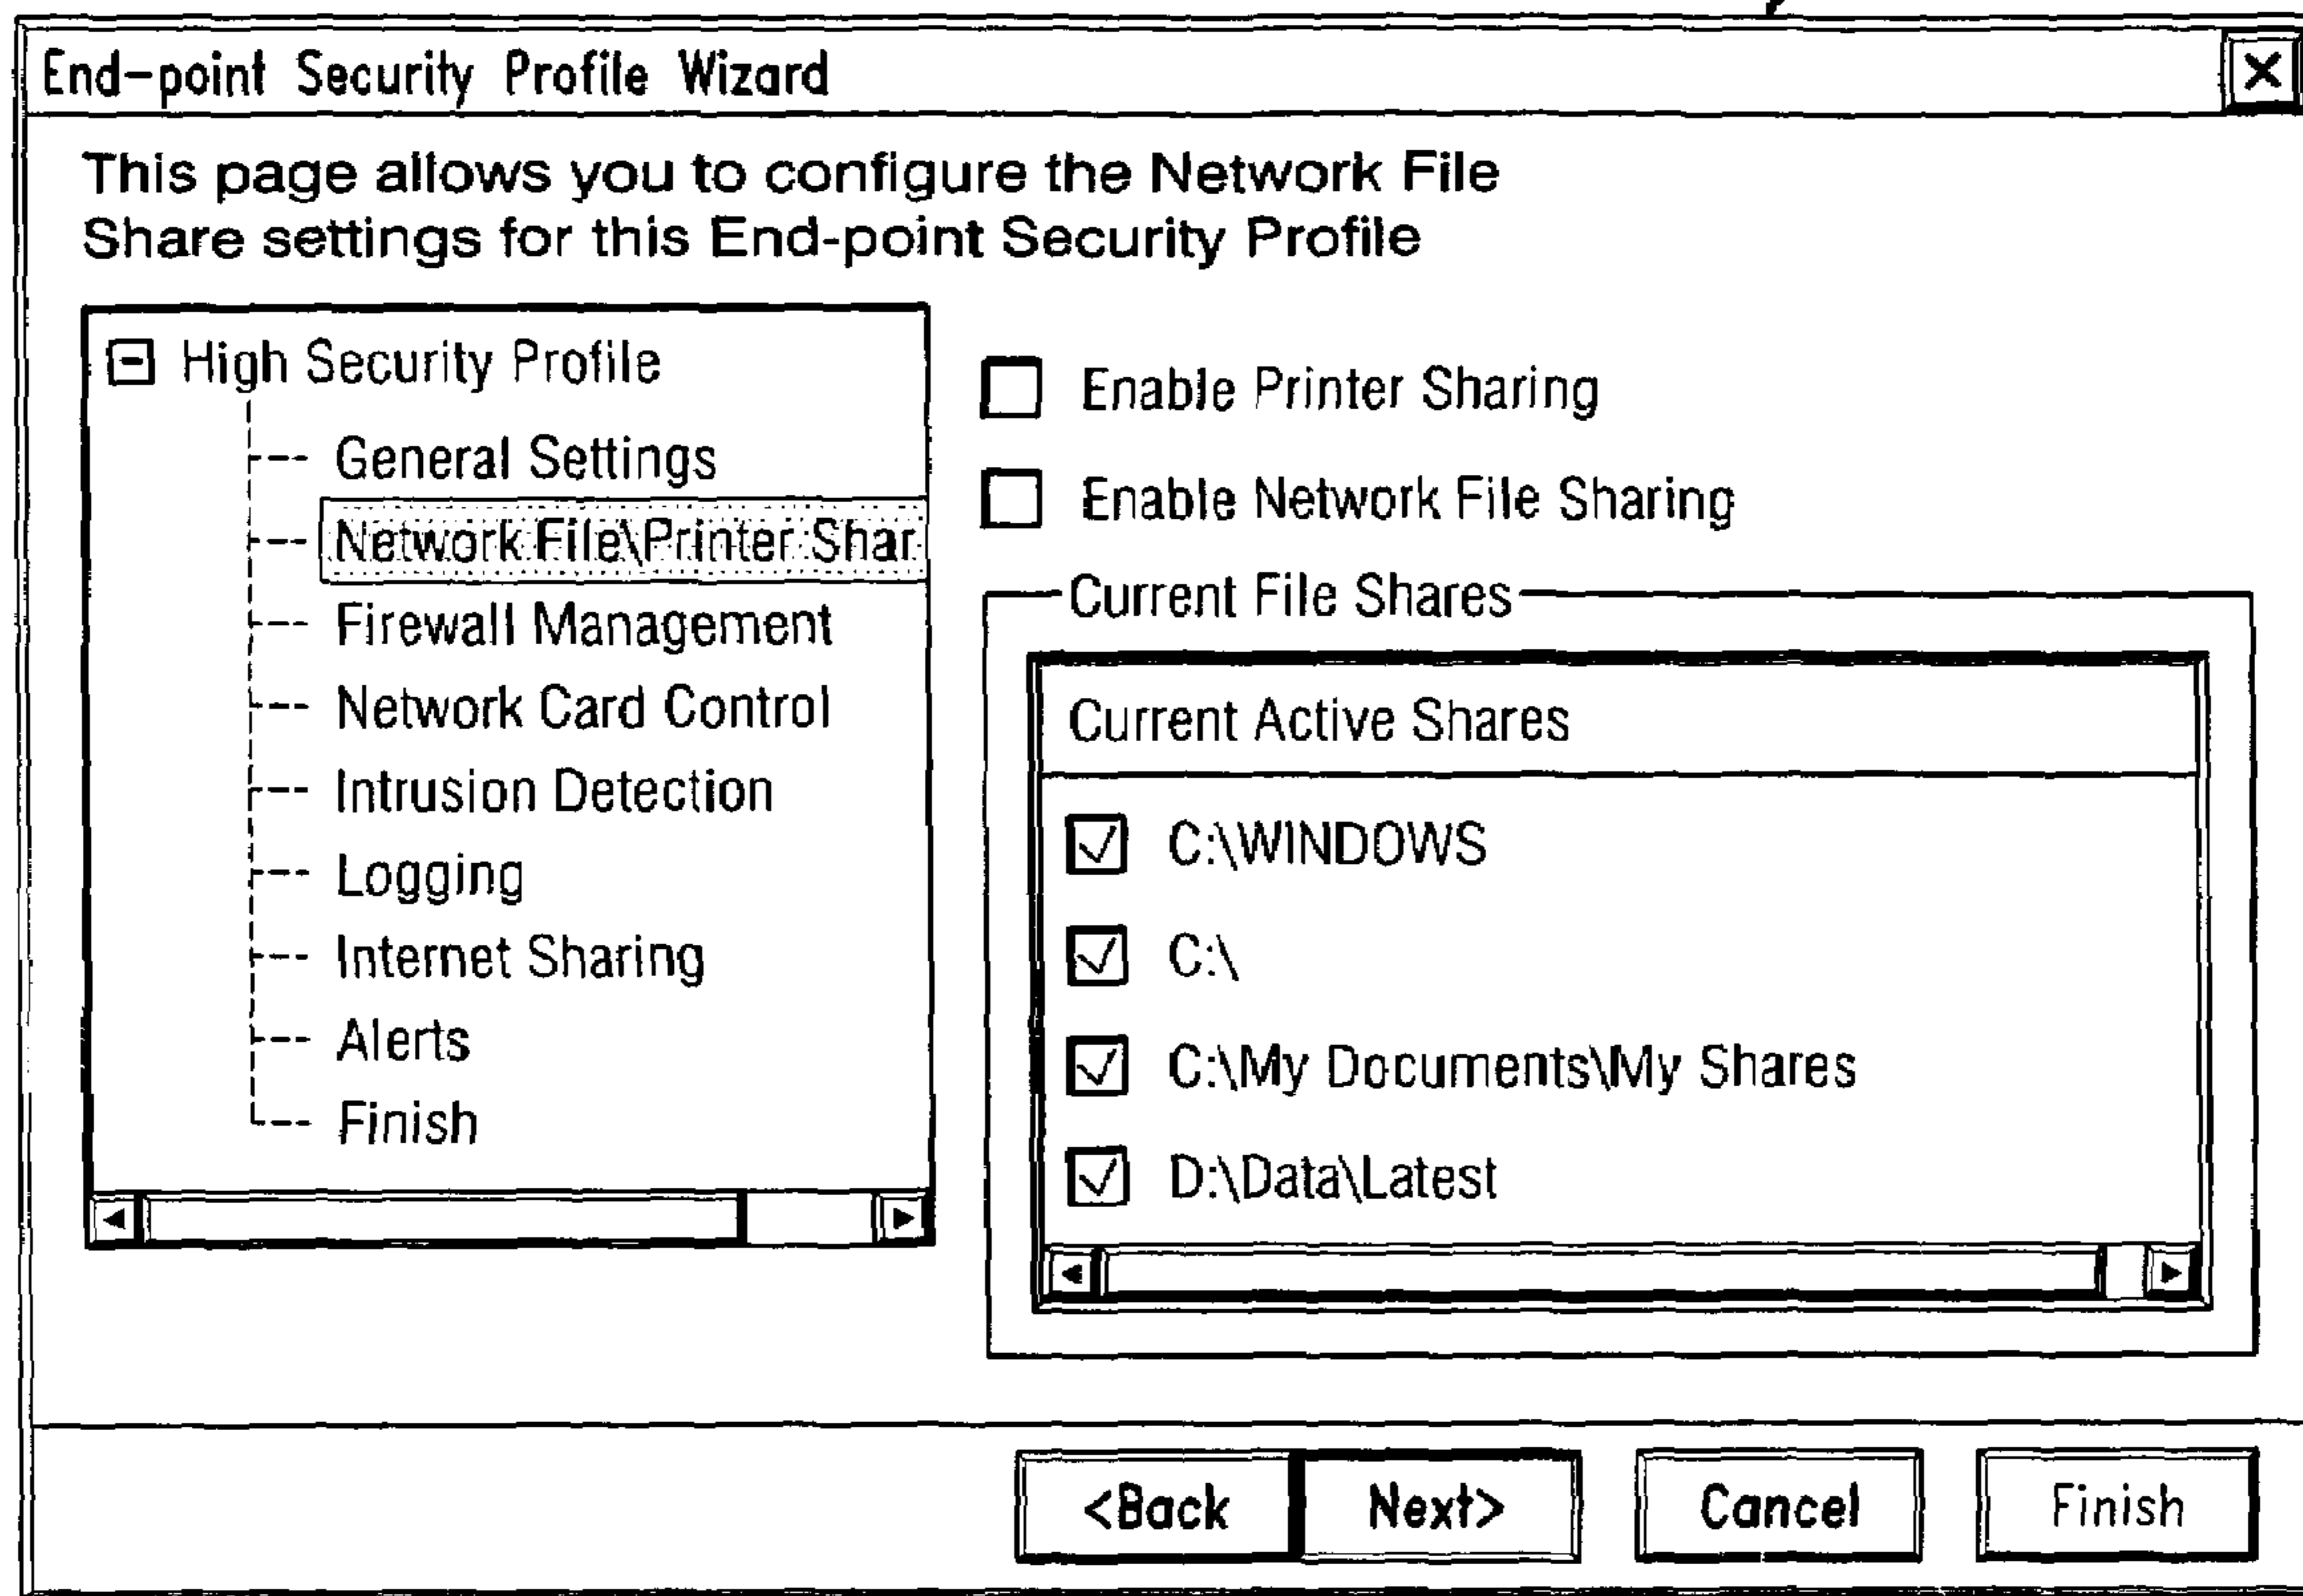 End-point Security Profile Wizard
This page allows you to configure the Network File
Share settings for this End-point Security Profile
High Security Profile
General Settings
Network File\Printer Shar
Firewall Management
Network Card Control
Intrusion Detection
Logging
Internet Sharing
Alerts
Finish
Enable Printer Sharing
Enable Network File Sharing
Current File Shares
Current Active Shares
C:\WINDOWS
C:\
C:\My Documents\My Shares
D:\Data\Latest
<Back
Next>
Cancel
Finish